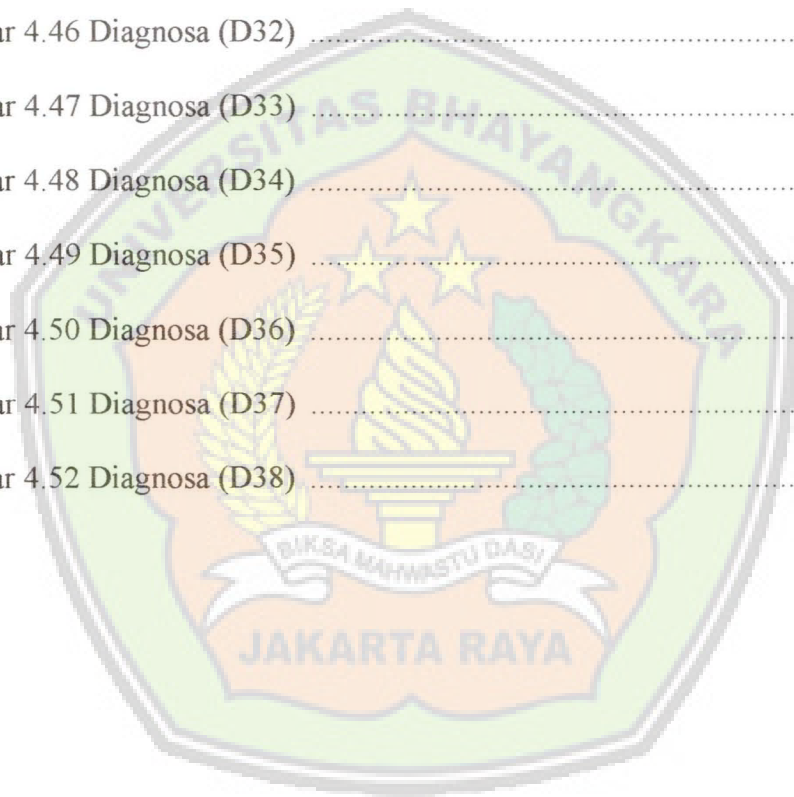 ar 4.46 Diagnosa (D32) ........................................................
ar 4.47 Diagnosa (D33) ........................................................
ar 4.48 Diagnosa (D34) ........................................................
ar 4.49 Diagnosa (D35) ........................................................
ar 4.50 Diagnosa (D36) ........................................................
ar 4.51 Diagnosa (D37) ........................................................
ar 4.52 Diagnosa (D38) ........................................................
UNIVERSITAS BHAYANGKARA
BIKSA MAHWASTU DASI
JAKARTA RAYA